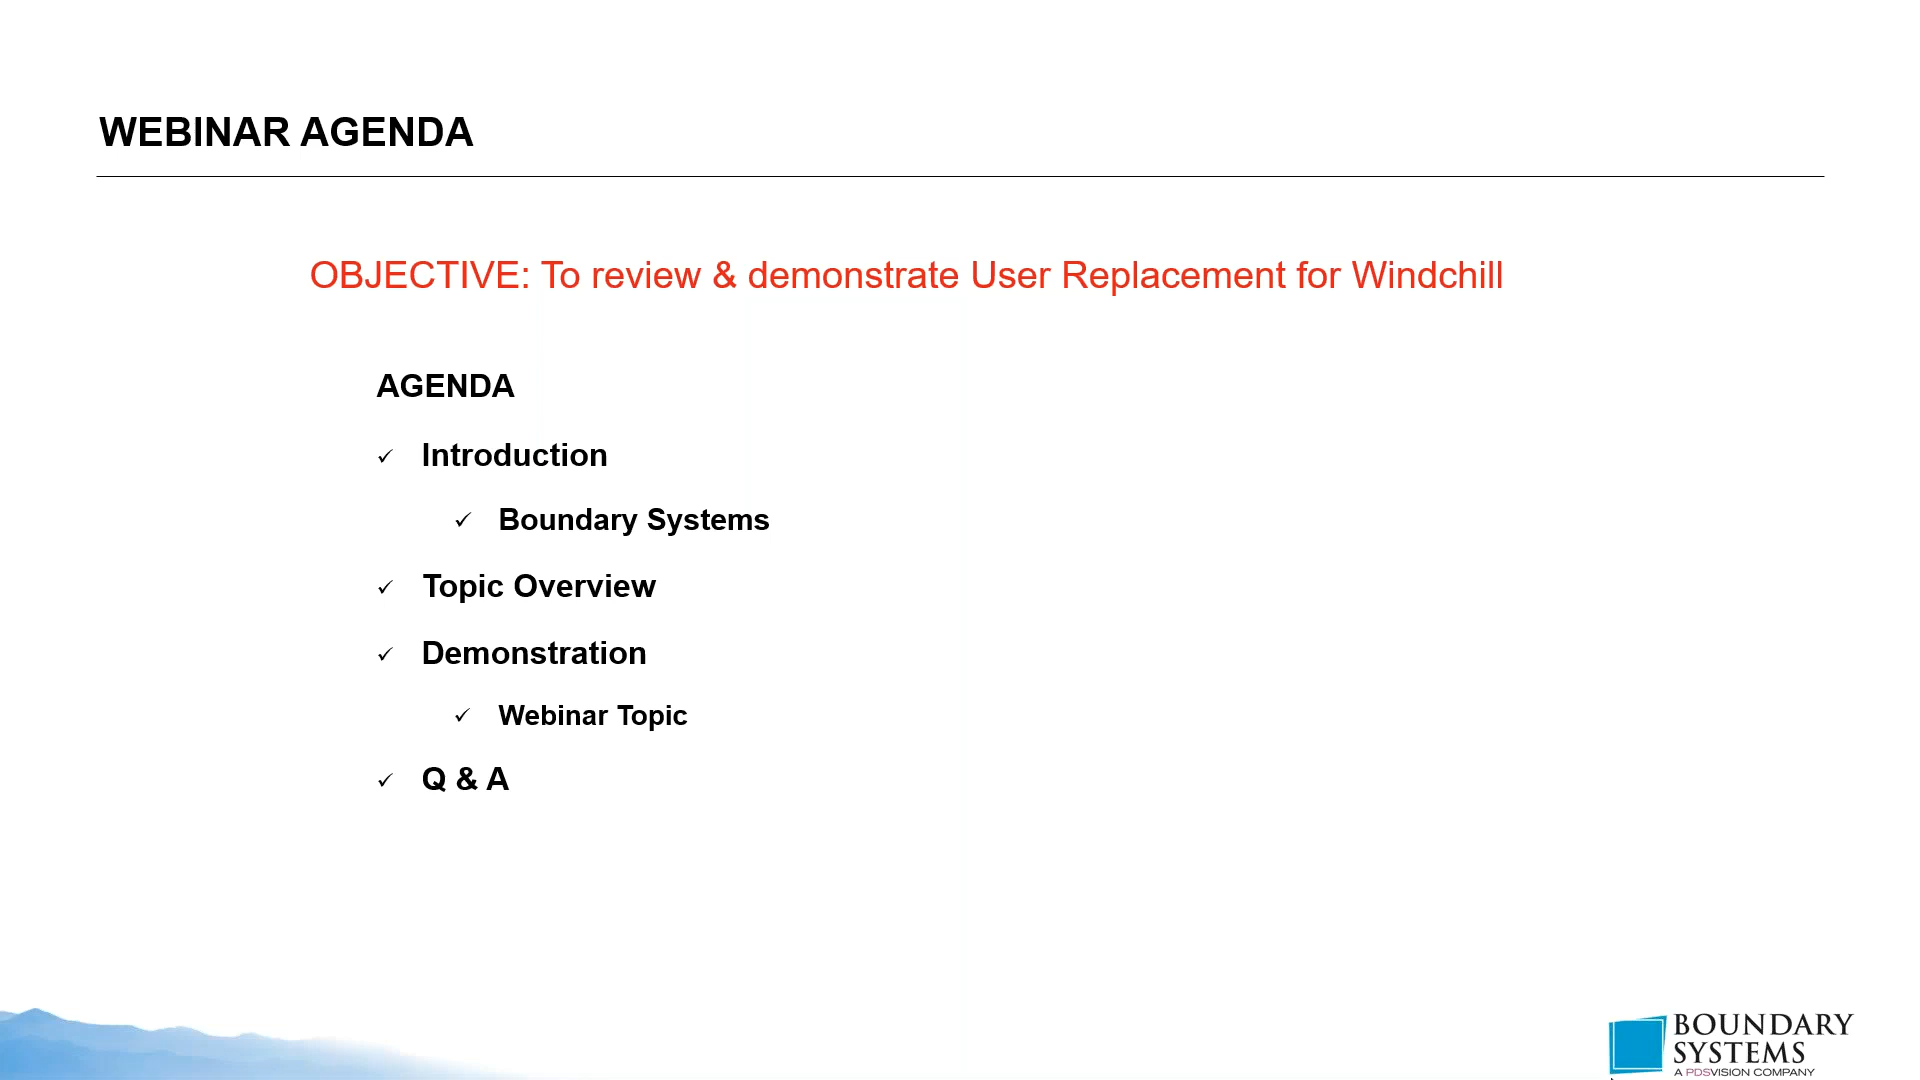 WEBINAR AGENDA
OBJECTIVE: To review & demonstrate User Replacement for Windchill
AGENDA
✓ Introduction
✓ Boundary Systems
✓ Topic Overview
✓ Demonstration
✓ Webinar Topic
✓ Q & A
BOUNDARY
SYSTEMS
A PDSVISION COMPANY